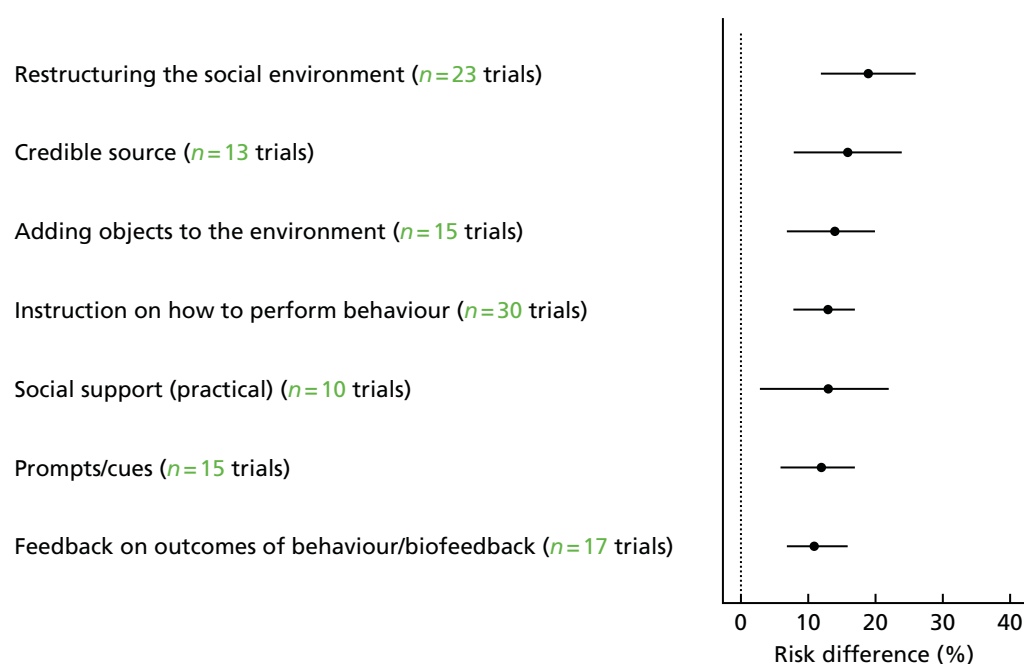 Restructuring the social environment (n=23 trials)
Credible source (n=13 trials)
Adding objects to the environment (n=15 trials)
Instruction on how to perform behaviour (n=30 trials)
Social support (practical) (n=10 trials)
Prompts/cues (n=15 trials)
Feedback on outcomes of behaviour/biofeedback (n=17 trials)
0 10 20 30 40
Risk difference (%)